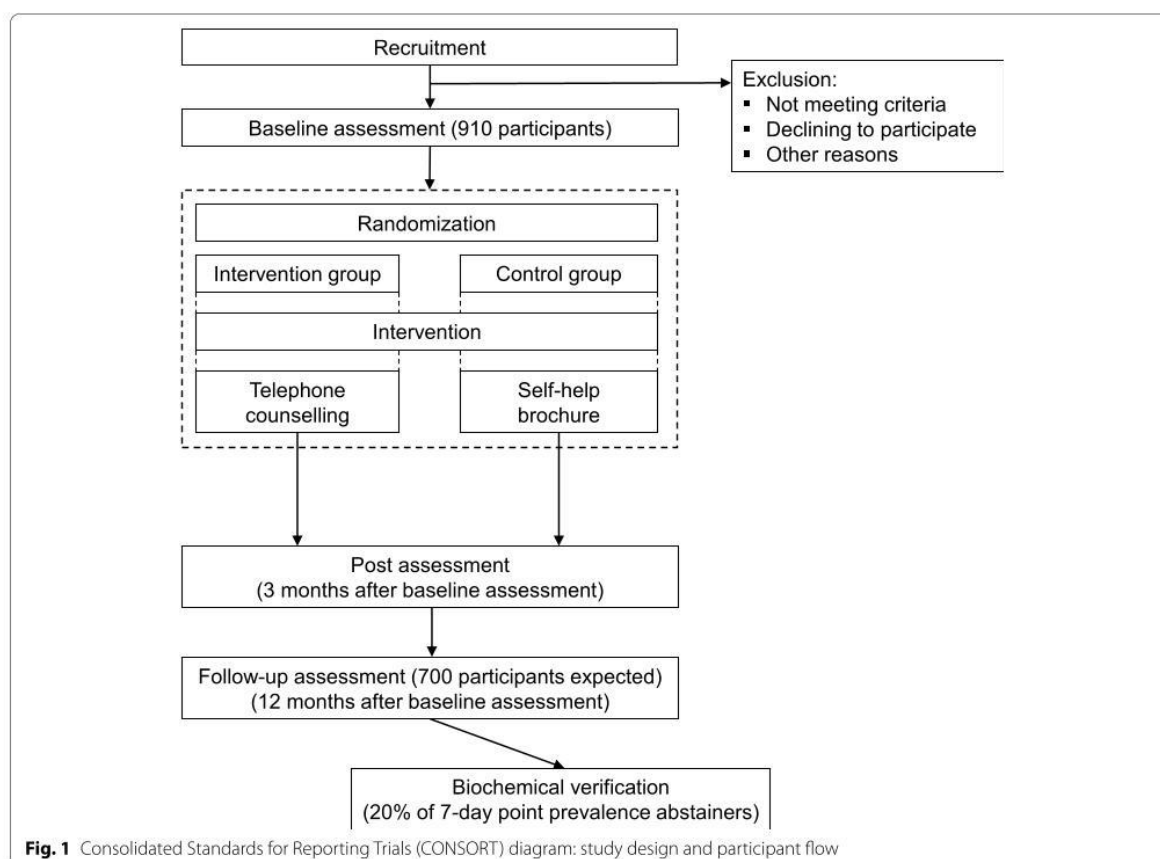 Recruitment
Exclusion:
▪ Not meeting criteria
▪ Declining to participate
▪ Other reasons
Baseline assessment (910 participants)
Randomization
Intervention group
Control group
Intervention
Telephone
counselling
Self-help
brochure
Post assessment
(3 months after baseline assessment)
Follow-up assessment (700 participants expected)
(12 months after baseline assessment)
Biochemical verification
(20% of 7-day point prevalence abstainers)
Fig. 1 Consolidated Standards for Reporting Trials (CONSORT) diagram: study design and participant flow